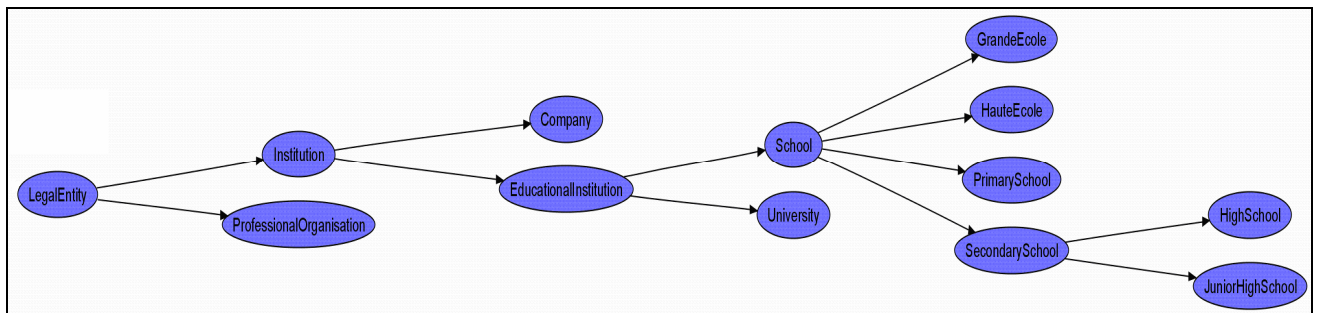 GrandeEcole
HauteEcole
Company
School
Institution
PrimarySchool
EducationalInstitution
LegalEntity
University
HighSchool
ProfessionalOrganisation
SecondarySchool
JuniorHighSchool